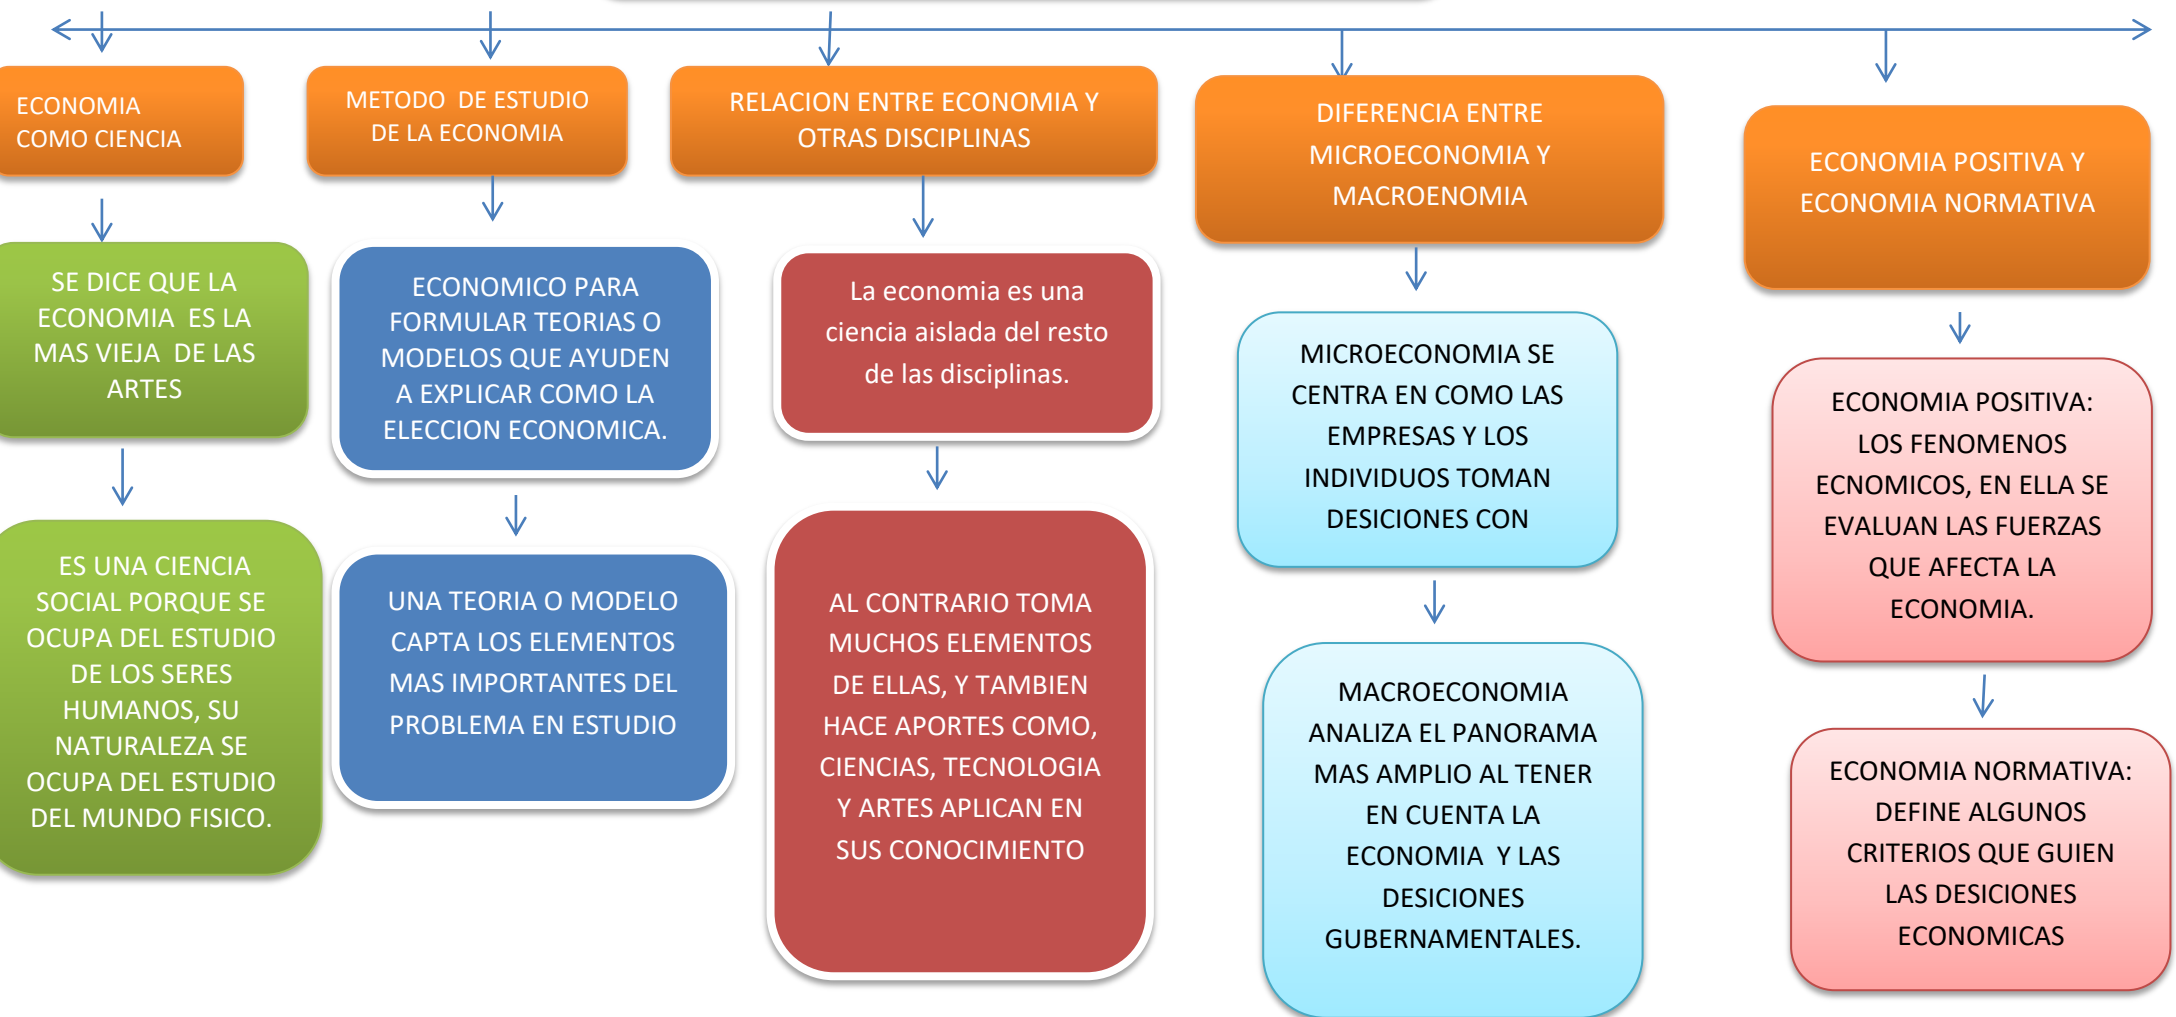 ECONOMIA
COMO CIENCIA
METODO DE ESTUDIO
DE LA ECONOMIA
RELACION ENTRE ECONOMIA Y
OTRAS DISCIPLINAS
DIFERENCIA ENTRE
MICROECONOMIA Y
MACROENOMIA
ECONOMIA POSITIVA Y
ECONOMIA NORMATIVA
SE DICE QUE LA
ECONOMIA ES LA
MAS VIEJA DE LAS
ARTES
ECONOMICO PARA
FORMULAR TEORIAS O
MODELOS QUE AYUDEN
A EXPLICAR COMO LA
ELECCION ECONOMICA.
La economia es una
ciencia aislada del resto
de las disciplinas.
MICROECONOMIA SE
CENTRA EN COMO LAS
EMPRESAS Y LOS
INDIVIDUOS TOMAN
DESICIONES CON
ECONOMIA POSITIVA:
LOS FENOMENOS
ECNOMICOS, EN ELLA SE
EVALUAN LAS FUERZAS
QUE AFECTA LA
ECONOMIA.
ES UNA CIENCIA
SOCIAL PORQUE SE
OCUPA DEL ESTUDIO
DE LOS SERES
HUMANOS, SU
NATURALEZA SE
OCUPA DEL ESTUDIO
DEL MUNDO FISICO.
UNA TEORIA O MODELO
CAPTA LOS ELEMENTOS
MAS IMPORTANTES DEL
PROBLEMA EN ESTUDIO
AL CONTRARIO TOMA
MUCHOS ELEMENTOS
DE ELLAS, Y TAMBIEN
HACE APORTES COMO,
CIENCIAS, TECNOLOGIA
Y ARTES APLICAN EN
SUS CONOCIMIENTO
MACROECONOMIA
ANALIZA EL PANORAMA
MAS AMPLIO AL TENER
EN CUENTA LA
ECONOMIA Y LAS
DESICIONES
GUBERNAMENTALES.
ECONOMIA NORMATIVA:
DEFINE ALGUNOS
CRITERIOS QUE GUIEN
LAS DESICIONES
ECONOMICAS